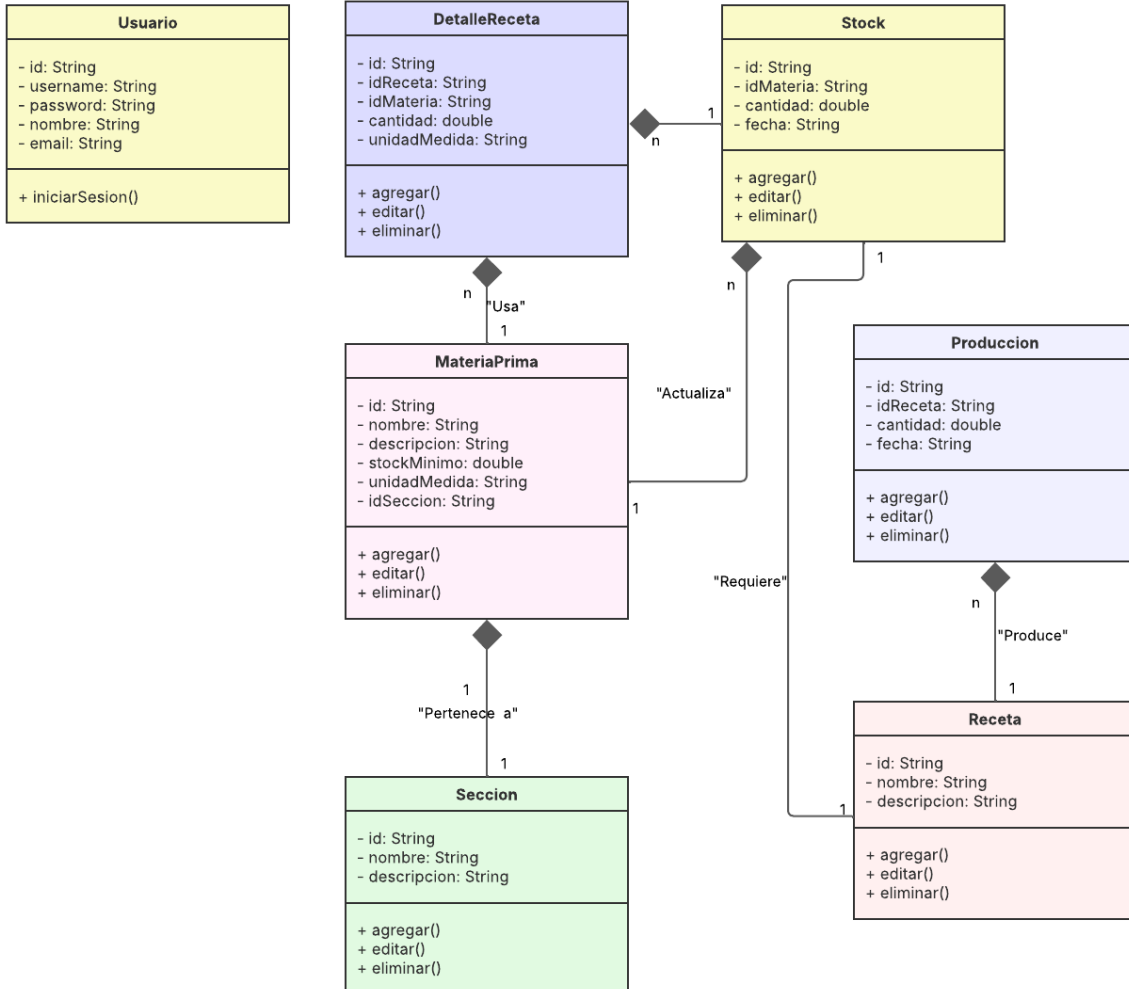 Usuario
- id: String
- username: String
- password: String
- nombre: String
- email: String
+ iniciarSesion()
DetalleReceta
- id: String
- idReceta: String
- idMateria: String
- cantidad: double
- unidadMedida: String
+ agregar()
+ editar()
+ eliminar()
n
1
Stock
- id: String
- idMateria: String
- cantidad: double
- fecha: String
+ agregar()
+ editar()
+ eliminar()
n
"Usa"
1
n
"Actualiza"
1
1
"Requiere"
1
MateriaPrima
- id: String
- nombre: String
- descripcion: String
- stockMinimo: double
- unidadMedida: String
- idSeccion: String
+ agregar()
+ editar()
+ eliminar()
Produccion
- id: String
- idReceta: String
- cantidad: double
- fecha: String
+ agregar()
+ editar()
+ eliminar()
n
"Produce"
1
1
"Pertenece a"
1
Receta
- id: String
- nombre: String
- descripcion: String
+ agregar()
+ editar()
+ eliminar()
Seccion
- id: String
- nombre: String
- descripcion: String
+ agregar()
+ editar()
+ eliminar()